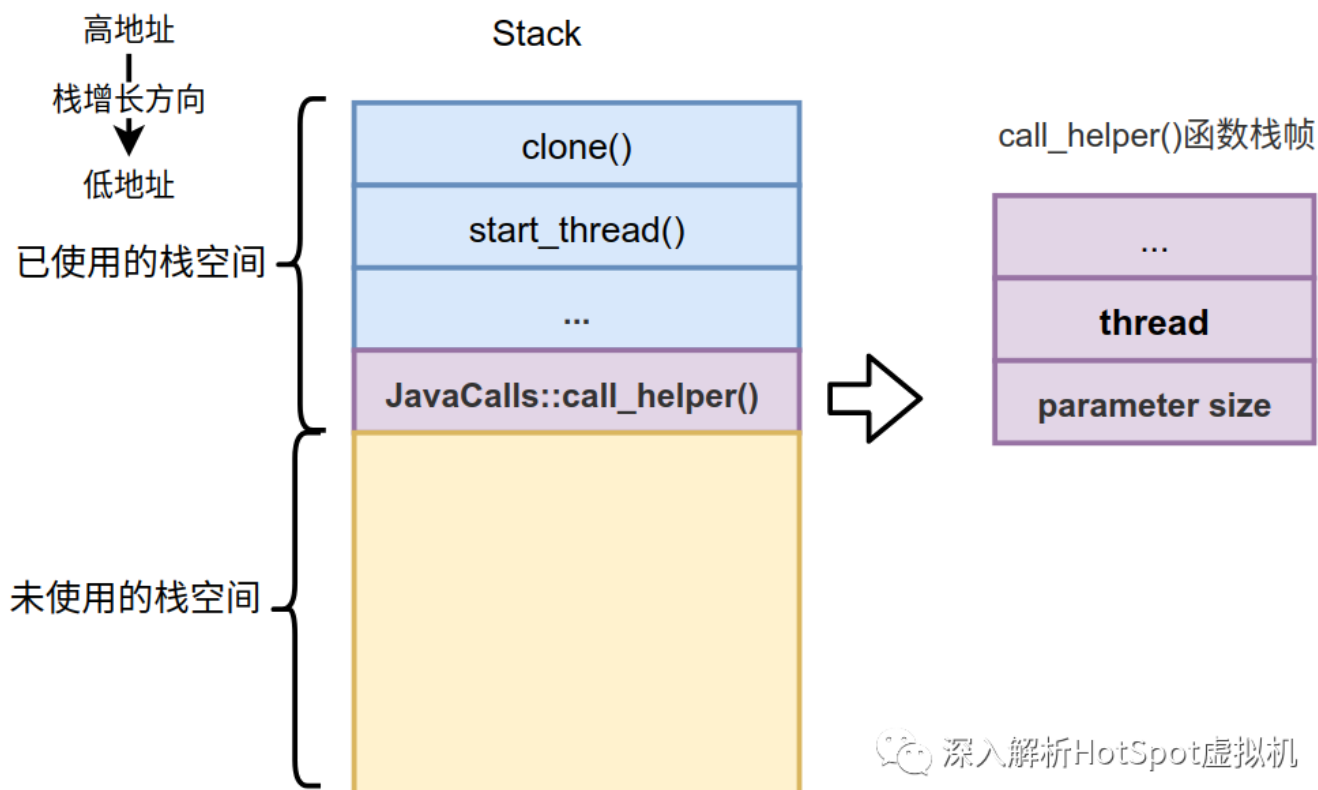 高地址
栈增长方向
低地址
已使用的栈空间
未使用的栈空间
Stack
clone()
start_thread()
...
JavaCalls::call_helper()
call_helper()函数栈帧
...
thread
parameter size
深入解析HotSpot虚拟机